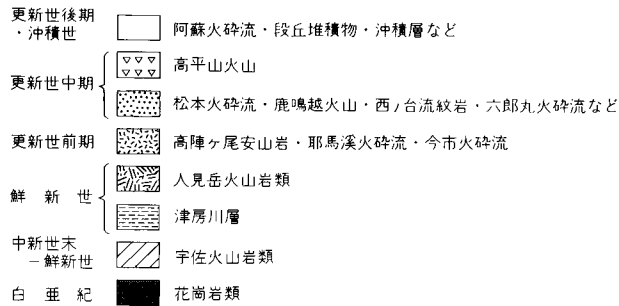 更新世後期
・沖積世
阿蘇火砕流・段丘堆積物・沖積層など
更新世中期
高平山火山
松本火砕流・鹿鳴越火山・西ノ台流紋岩・六郎丸火砕流など
更新世前期
高陣ヶ尾安山岩・耶馬溪火砕流・今市火砕流
鮮新世
人見岳火山岩類
津房川層
中新世末
－鮮新世
宇佐火山岩類
白亜紀
花崗岩類